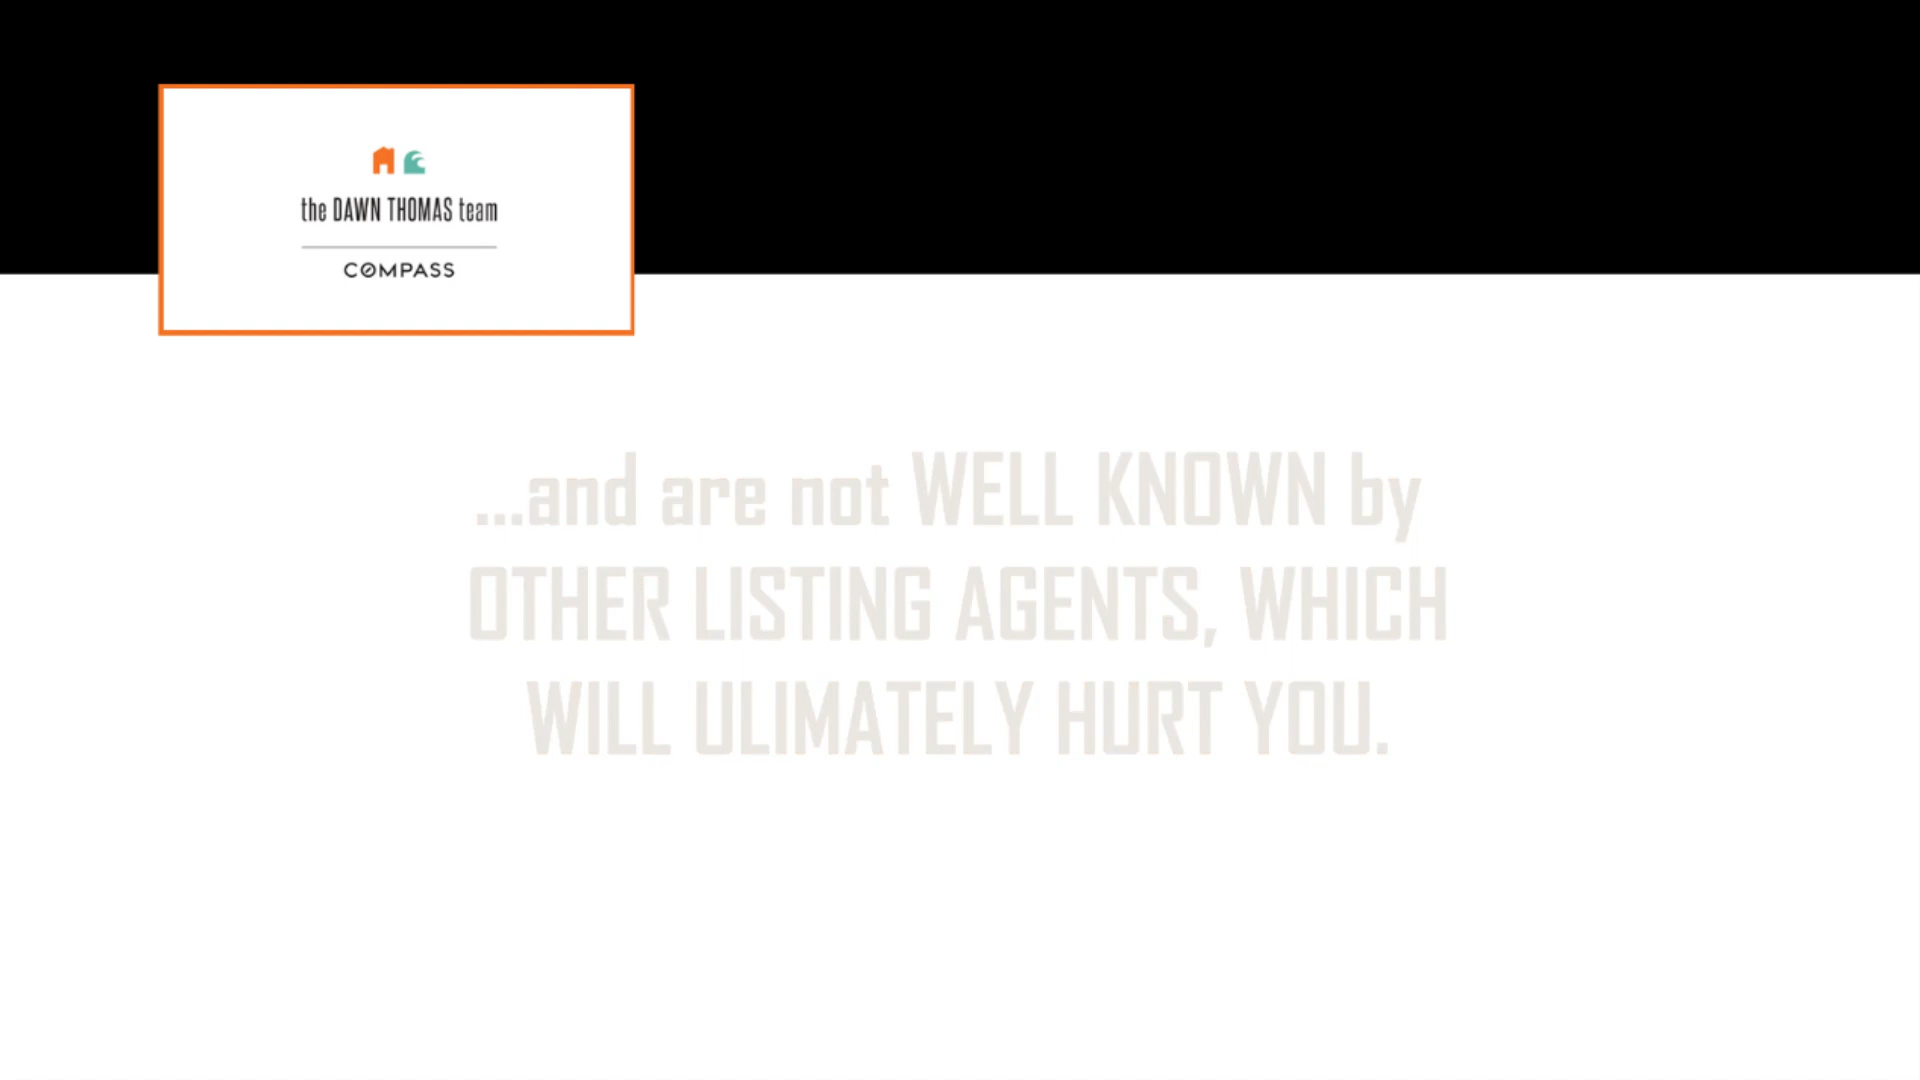 the DAWN THOMAS team
COMPASS
...and are not WELL KNOWN by
OTHER LISTING AGENTS, WHICH
WILL ULIMATELY HURT YOU.